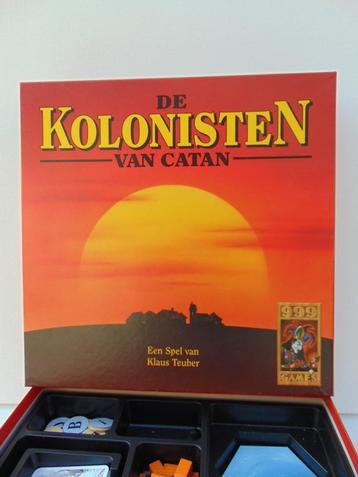 DE
KOLONISTEN
VAN CATAN
Een Spel van
Klaus Teuber
999
GAMES
B